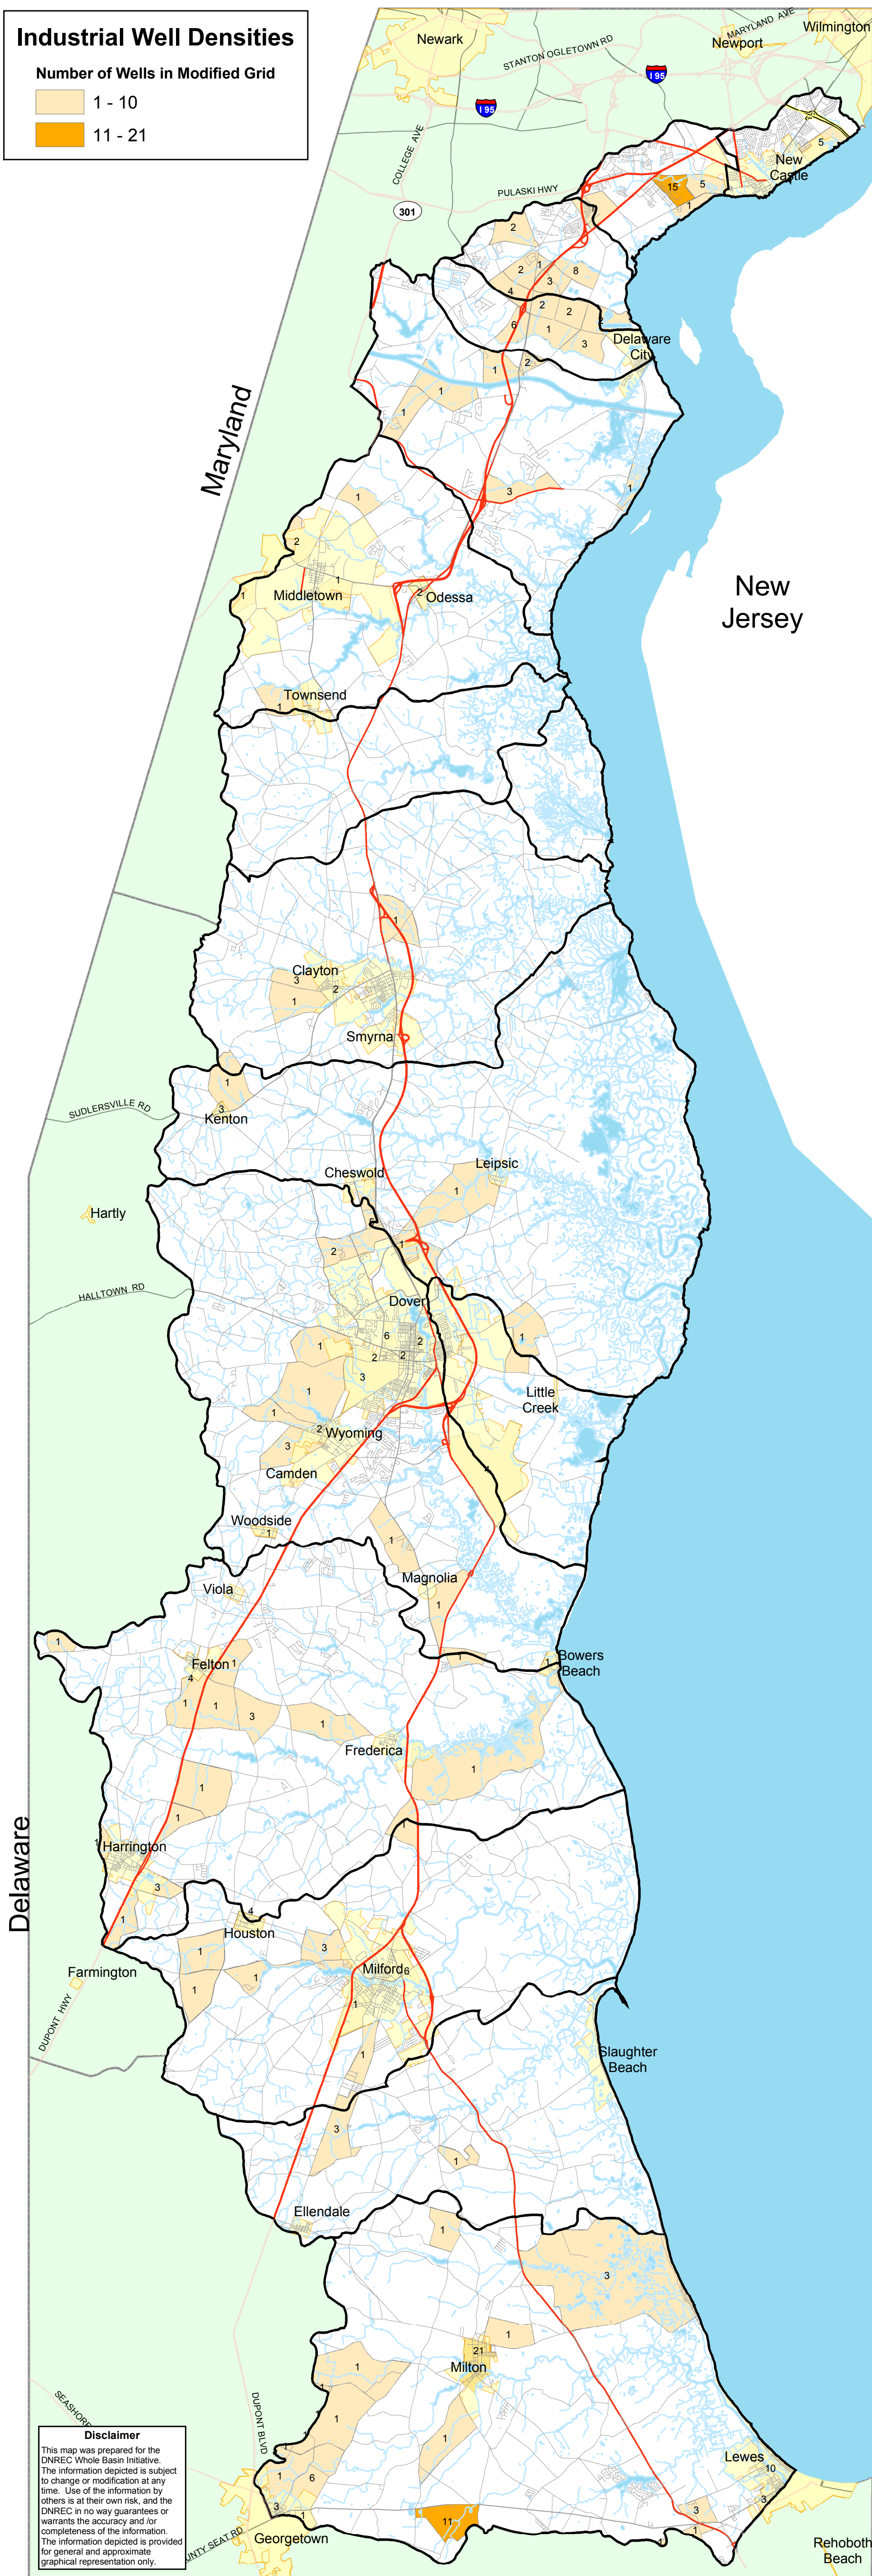 Industrial Well Densities
Number of Wells in Modified Grid
1 - 10
11 - 21
Newark
STANTON OGLETOWN RD
MARYLAND AVE
Newport
Wilmington
I 95
I 95
COLLEGE AVE
PULASKI HWY
301
5
New
Castle
15
5
1
2
2
1
8
3
4
2
2
6
1
3
Delaware
City
2
1
1
1
Maryland
3
1
1
2
New
Jersey
1
Middletown
1
2
Odessa
Townsend
1
1
Clayton
3
2
1
Smyrna
1
SUDLERSVILLE RD
3
Kenton
Leipsic
Cheswold
1
Hartly
5
1
2
HALLTOWN RD
Dover
6
2
1
1
2
2
3
1
Little
Creek
1
2
Wyoming
3
Camden
4
Woodside
1
1
Magnolia
Viola
1
1
1
Bowers
Beach
1
Felton
1
4
1
1
3
1
Frederica
1
1
1
1
Delaware
1
Harrington
3
1
4
Houston
3
1
Farmington
1
Milford
6
1
1
DUPONT HWY
1
Slaughter
Beach
3
1
Ellendale
1
3
1
21
Milton
1
1
1
1
Lewes
10
SEASHORE
DUPONT BLVD
1
6
3
3
3
1
11
1
1
Georgetown
UNTY SEAT RD
Rehoboth
Beach
Disclaimer
This map was prepared for the
DNREC Whole Basin Initiative.
The information depicted is subject
to change or modification at any
time. Use of the information by
others is at their own risk, and the
DNREC in no way guarantees or
warrants the accuracy and /or
completeness of the information.
The information depicted is provided
for general and approximate
graphical representation only.